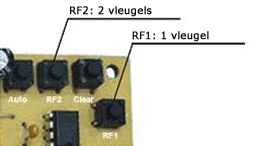 RF2: 2 vleugels
RF1: 1 vleugel
Auto RF2 Clear
RF1